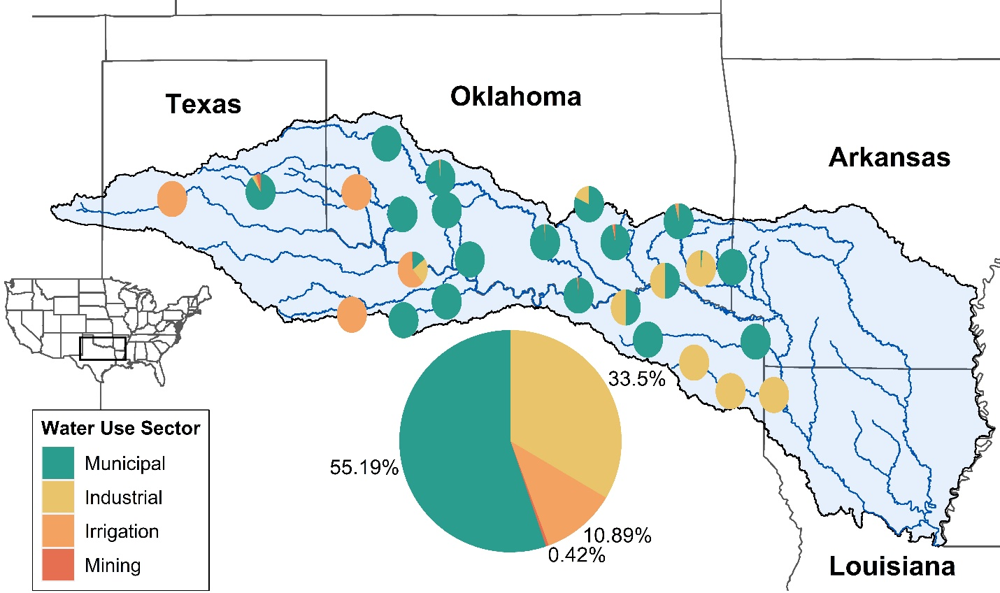 Oklahoma
Texas
Arkansas
33.5%
55.19%
10.89%
0.42%
Louisiana
Water Use Sector
Municipal
Industrial
Irrigation
Mining